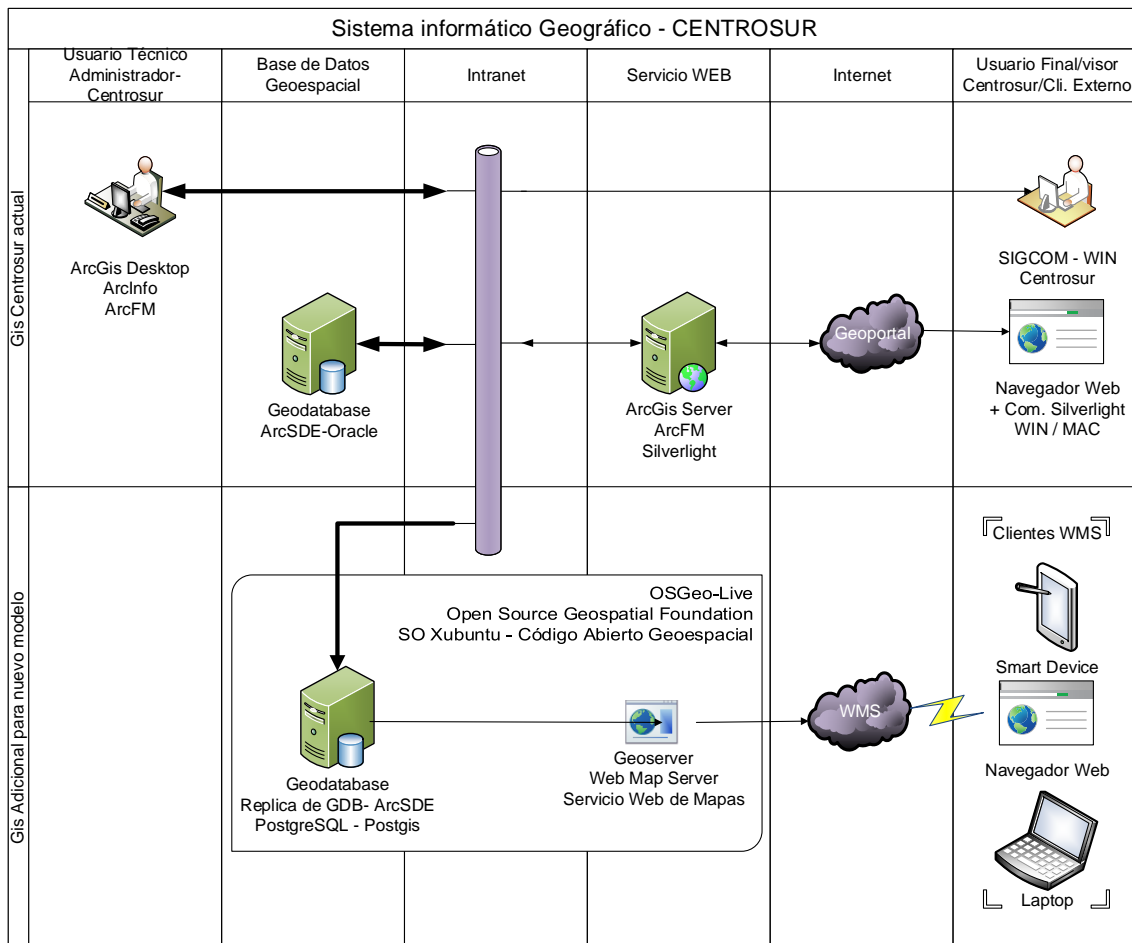 Sistema informático Geográfico - CENTROSUR
Usuario Técnico
Administrador-
Centrosur
Base de Datos
Geoespacial
Intranet
Servicio WEB
Internet
Usuario Final/visor
Centrosur/Cli. Externo
Gis Centrosur actual
ArcGis Desktop
ArcInfo
ArcFM
Geodatabase
ArcSDE-Oracle
ArcGis Server
ArcFM
Silverlight
Geoportal
SIGCOM - WIN
Centrosur
Navegador Web
+ Com. Silverlight
WIN / MAC
Gis Adicional para nuevo modelo
OSGeo-Live
Open Source Geospatial Foundation
SO Xubuntu - Código Abierto Geoespacial
Geodatabase
Replica de GDB- ArcSDE
PostgreSQL - Postgis
Geoserver
Web Map Server
Servicio Web de Mapas
WMS
Clientes WMS
Smart Device
Navegador Web
Laptop